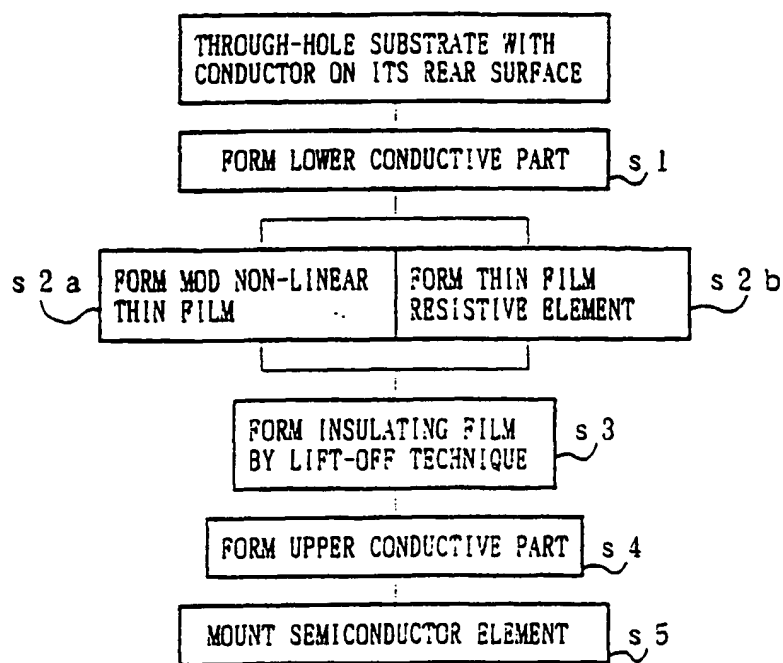 THROUGH-HOLE SUBSTRATE WITH
CONDUCTOR ON ITS REAR SURFACE
FORM LOWER CONDUCTIVE PART
s 1
s 2 a
FORM MOD NON-LINEAR
THIN FILM
FORM THIN FILM
RESISTIVE ELEMENT
s 2 b
FORM INSULATING FILM
BY LIFT-OFF TECHNIQUE
s 3
FORM UPPER CONDUCTIVE PART
s 4
MOUNT SEMICONDUCTOR ELEMENT
s 5